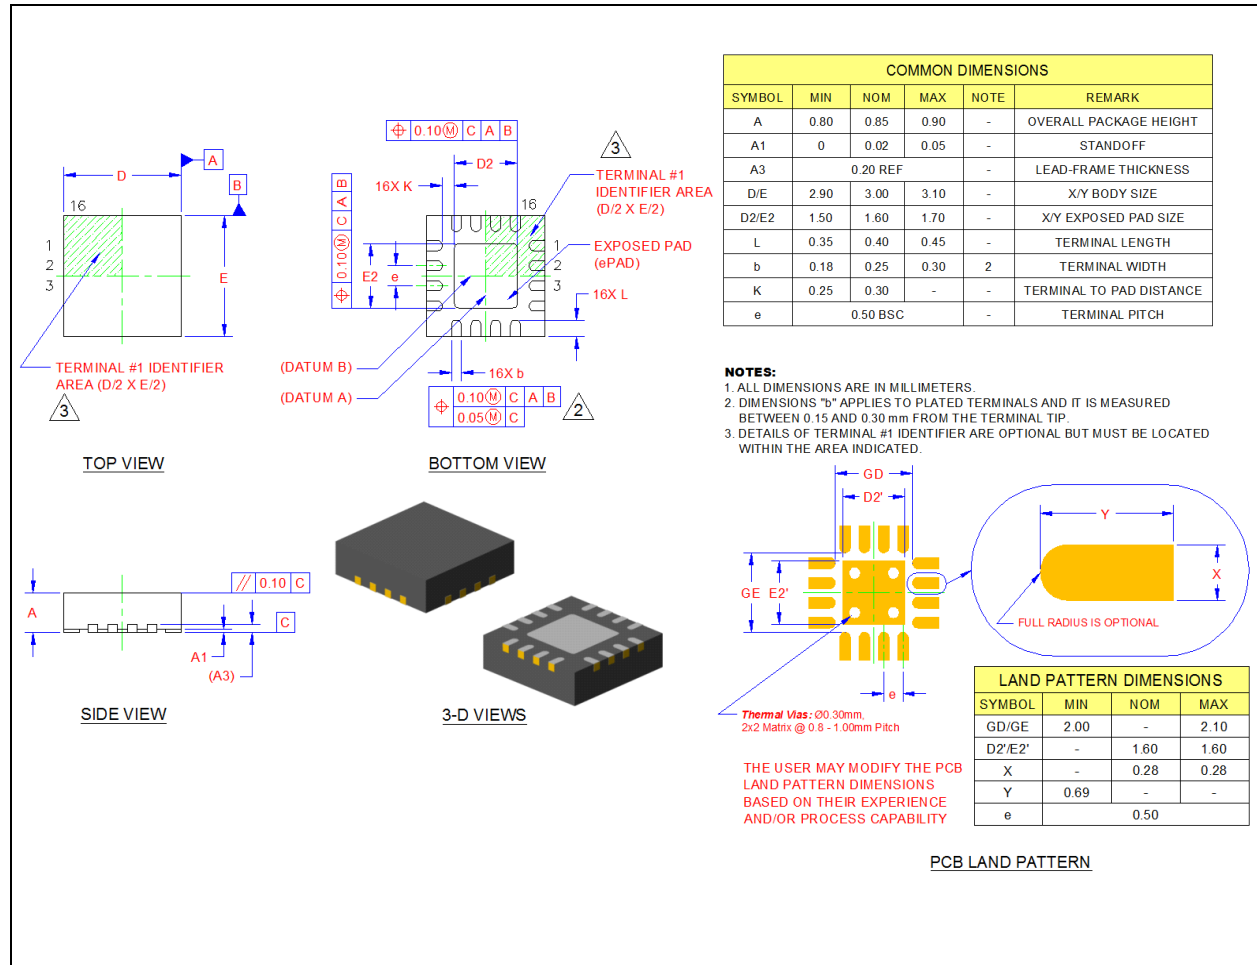 COMMON DIMENSIONS
SYMBOL MIN NOM MAX NOTE REMARK
A 0.80 0.85 0.90 - OVERALL PACKAGE HEIGHT
A1 0 0.02 0.05 - STANDOFF
A3 0.20 REF - LEAD-FRAME THICKNESS
D/E 2.90 3.00 3.10 - X/Y BODY SIZE
D2/E2 1.50 1.60 1.70 - X/Y EXPOSED PAD SIZE
L 0.35 0.40 0.45 - TERMINAL LENGTH
b 0.18 0.25 0.30 2 TERMINAL WIDTH
K 0.25 0.30 - - TERMINAL TO PAD DISTANCE
e 0.50 BSC - TERMINAL PITCH
D
A
B
16
1
2
3
E
TERMINAL #1 IDENTIFIER
AREA (D/2 X E/2)
3
TOP VIEW
⌖ 0.10 Ⓜ C A B
D2
16X K
⌖ 0.10 Ⓜ C A B
E2
e
3
TERMINAL #1
IDENTIFIER AREA
(D/2 X E/2)
16
1
2
3
EXPOSED PAD
(ePAD)
16X L
(DATUM B)
(DATUM A)
16X b
⌖ 0.10 Ⓜ C A B
0.05 Ⓜ C
2
BOTTOM VIEW
NOTES:
1. ALL DIMENSIONS ARE IN MILLIMETERS.
2. DIMENSIONS "b" APPLIES TO PLATED TERMINALS AND IT IS MEASURED
BETWEEN 0.15 AND 0.30 mm FROM THE TERMINAL TIP.
3. DETAILS OF TERMINAL #1 IDENTIFIER ARE OPTIONAL BUT MUST BE LOCATED
WITHIN THE AREA INDICATED.
// 0.10 C
A
C
A1
(A3)
SIDE VIEW
3-D VIEWS
GD
D2'
GE
E2'
e
Y
X
FULL RADIUS IS OPTIONAL
Thermal Vias: Ø0.30mm,
2x2 Matrix @ 0.8 - 1.00mm Pitch
THE USER MAY MODIFY THE PCB
LAND PATTERN DIMENSIONS
BASED ON THEIR EXPERIENCE
AND/OR PROCESS CAPABILITY
LAND PATTERN DIMENSIONS
SYMBOL MIN NOM MAX
GD/GE 2.00 - 2.10
D2'/E2' - 1.60 1.60
X - 0.28 0.28
Y 0.69 - -
e 0.50
PCB LAND PATTERN